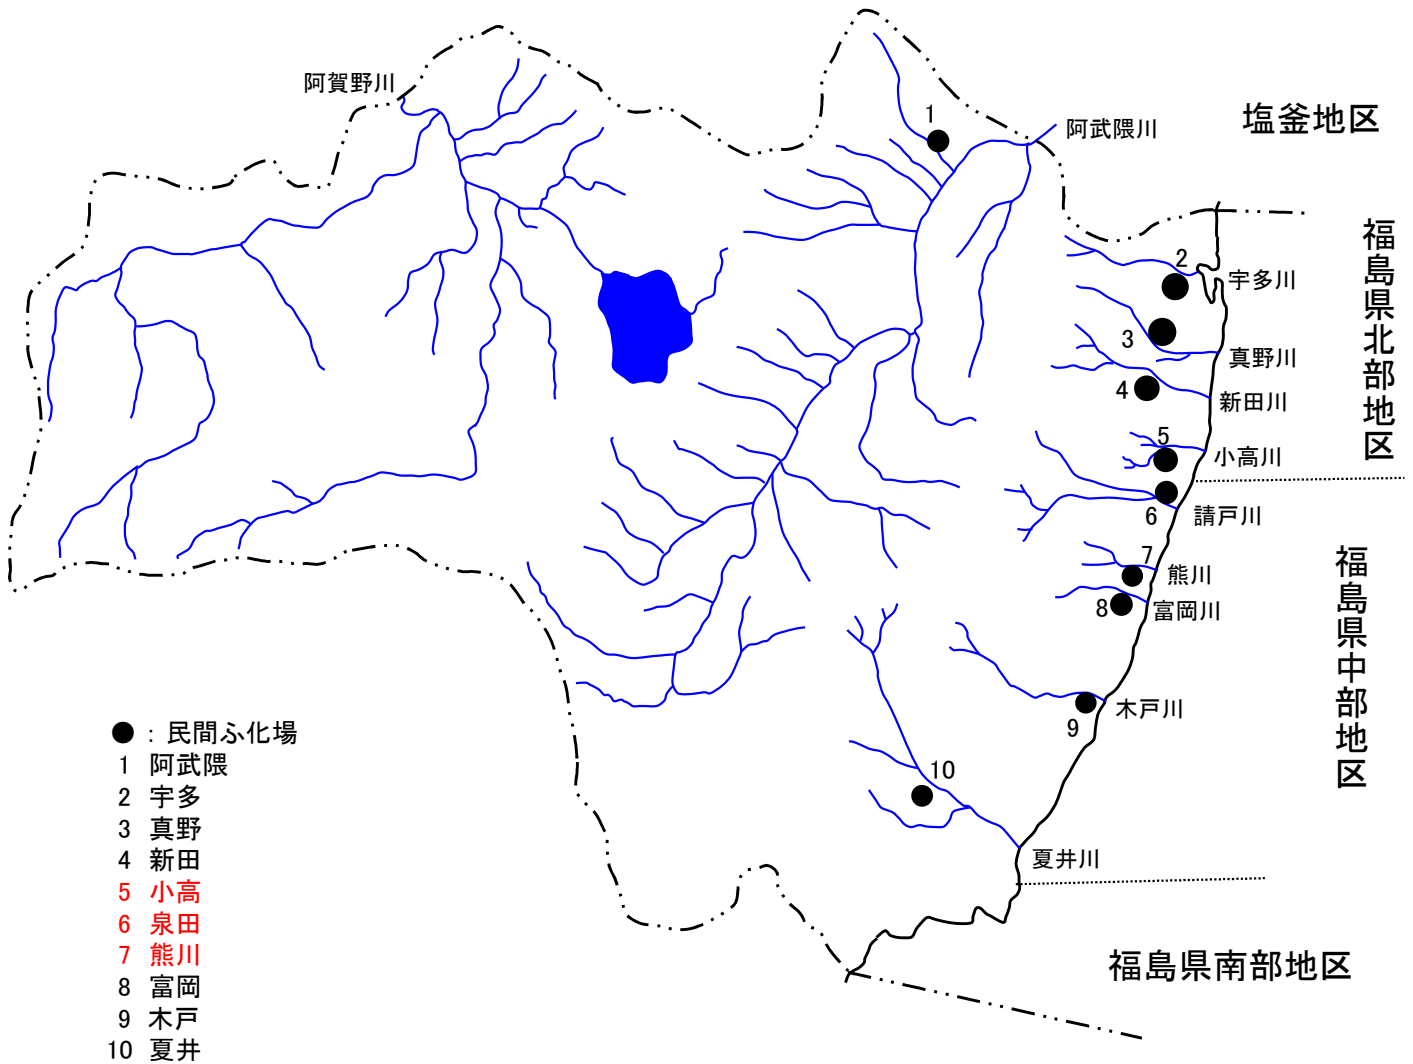 阿賀野川
1
阿武隈川
塩釜地区
福島県北部地区
2
宇多川
3
真野川
4
新田川
5
小高川
6
請戸川
福島県中部地区
7
熊川
8
富岡川
9
木戸川
10
夏井川
福島県南部地区
●：民間ふ化場
1 阿武隈
2 宇多
3 真野
4 新田
5 小高
6 泉田
7 熊川
8 富岡
9 木戸
10 夏井